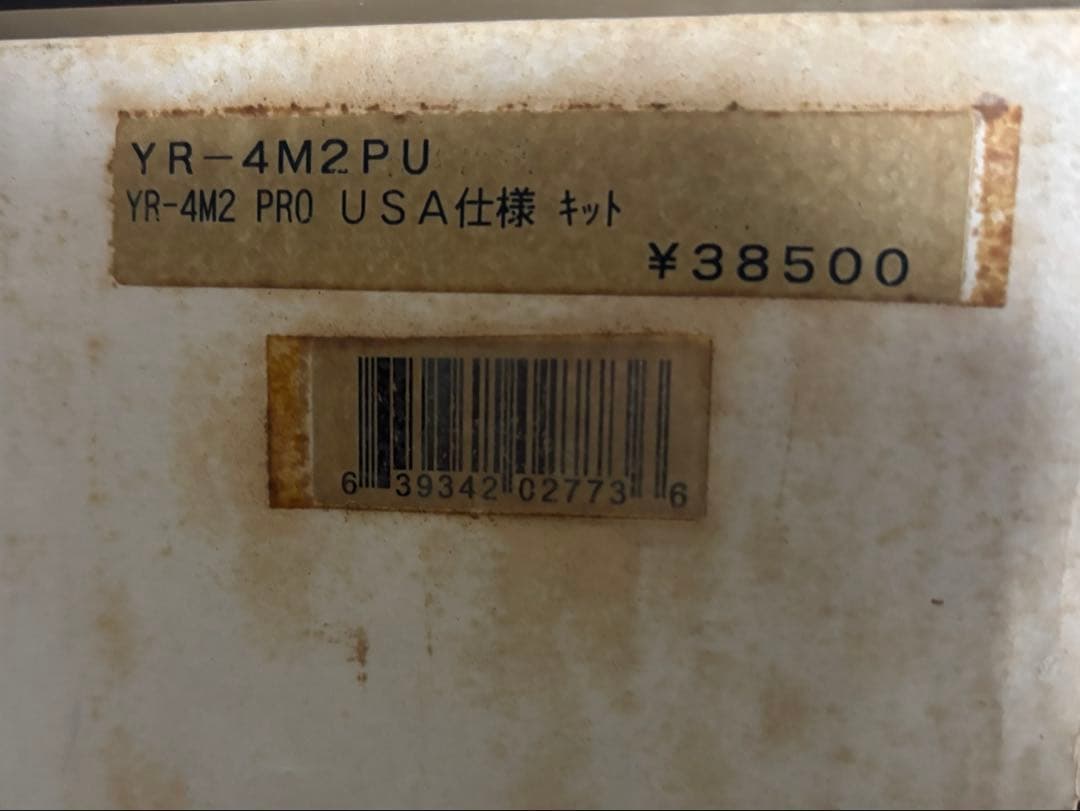 YR-4M2PU
YR-4M2 PRO USA仕様 ｷｯﾄ
¥38500
6 39342 02773 6